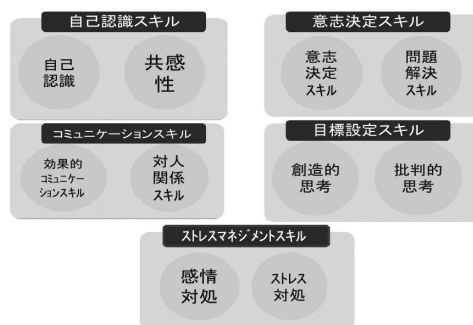 自己認識スキル
自己
認識
共感
性
意志決定スキル
意志
決定
スキル
問題
解決
スキル
コミュニケーションスキル
効果的
コミュニケー
ションスキル
対人
関係
スキル
目標設定スキル
創造的
思考
批判的
思考
ストレスマネジメントスキル
感情
対処
ストレス
対処